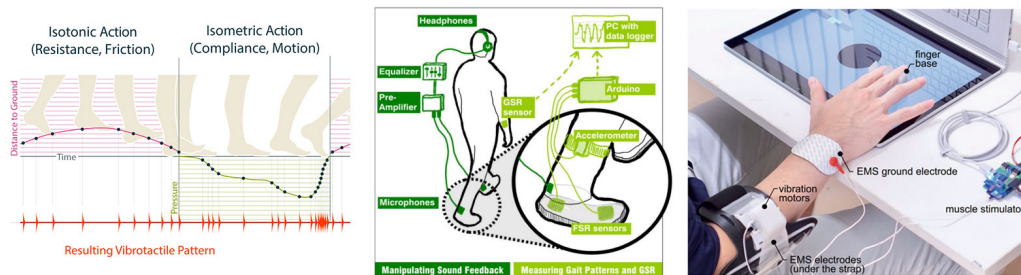 Isotonic Action
(Resistance, Friction)
Isometric Action
(Compliance, Motion)
Distance to Ground
Time
Pressure
Resulting Vibrotactile Pattern
Headphones
Equalizer
Pre-
Amplifier
Microphones
PC with
data logger
GSR
sensor
Arduino
Accelerometer
FSR sensors
Manipulating Sound Feedback
Measuring Gait Patterns and GSR
finger
base
EMS ground electrode
vibration
motors
muscle stimulato
EMS electrodes
(under the strap)